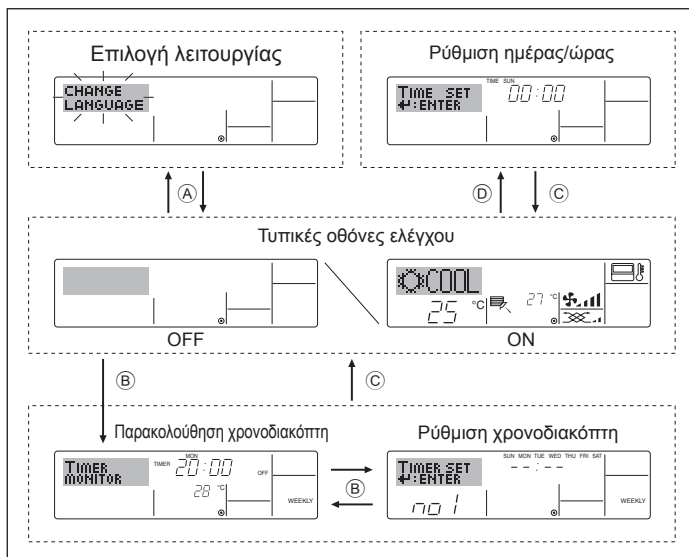 Επιλογή λειτουργίας
CHANGE
LANGUAGE
Ρύθμιση ημέρας/ώρας
TIME SUN
TIME SET
↵:ENTER
00:00
Ⓐ
Ⓓ
Ⓒ
Τυπικές οθόνες ελέγχου
COOL
25 °C
27 °C
OFF
ON
Ⓑ
Ⓒ
Παρακολούθηση χρονοδιακόπτη
TIMER
MONITOR
MON
TIMER 20:00 OFF
28 °C
WEEKLY
Ⓑ
Ρύθμιση χρονοδιακόπτη
SUN MON TUE WED THU FRI SAT
TIMER SET
↵:ENTER
--:--
no 1
WEEKLY